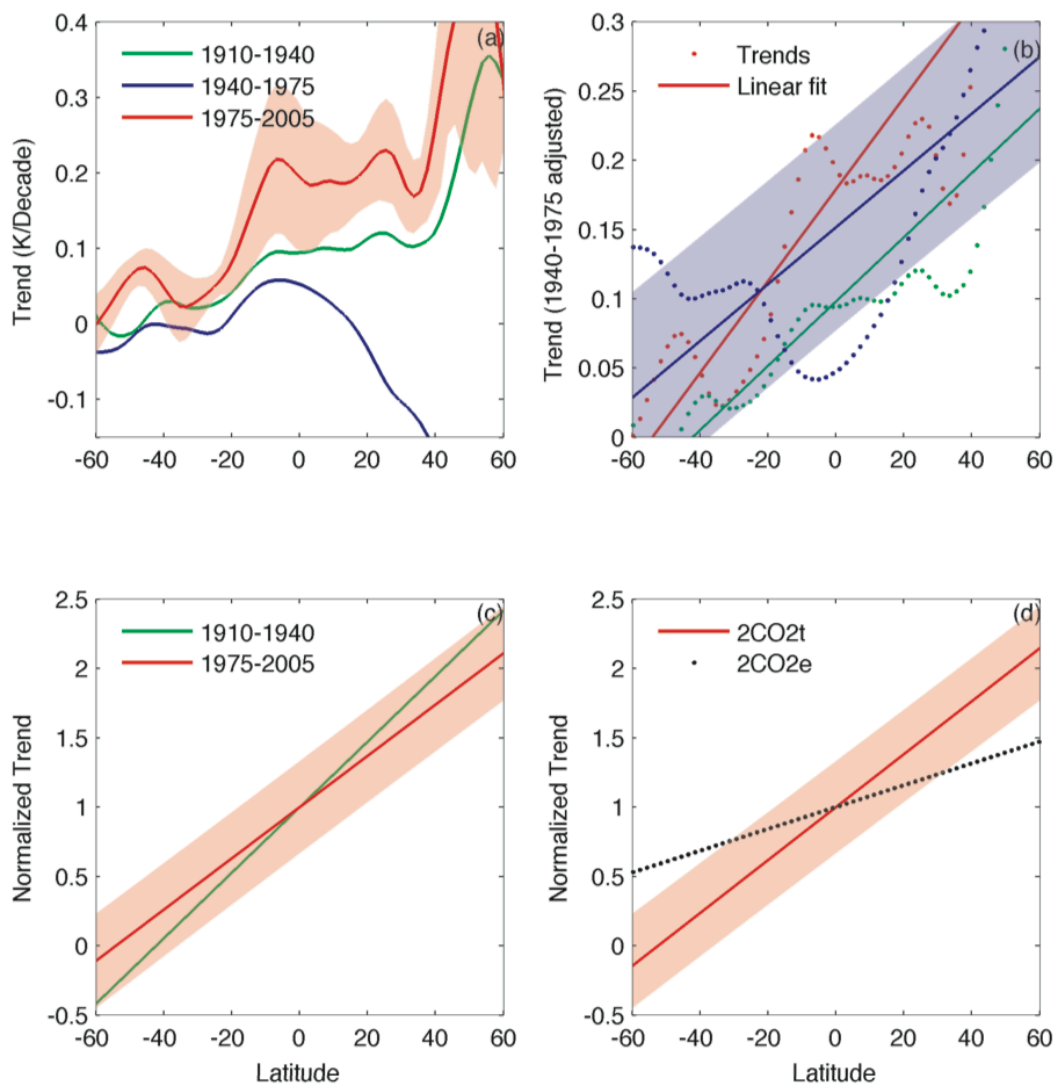 (a)
1910-1940
1940-1975
1975-2005
Trend (K/Decade)
0.4
0.3
0.2
0.1
0
-0.1
-60 -40 -20 0 20 40 60
(b)
Trends
Linear fit
Trend (1940-1975 adjusted)
0.3
0.25
0.2
0.15
0.1
0.05
0
-60 -40 -20 0 20 40 60
(c)
1910-1940
1975-2005
Normalized Trend
2.5
2
1.5
1
0.5
0
-0.5
-60 -40 -20 0 20 40 60
Latitude
(d)
2CO2t
2CO2e
Normalized Trend
2.5
2
1.5
1
0.5
0
-0.5
-60 -40 -20 0 20 40 60
Latitude